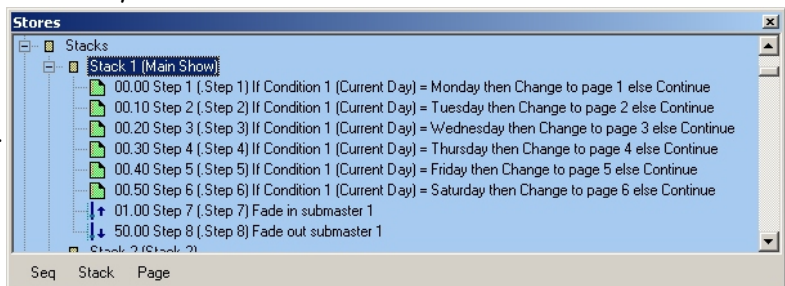 Stores
Stacks
Stack 1 (Main Show)
00.00 Step 1 (.Step 1) If Condition 1 (Current Day) = Monday then Change to page 1 else Continue
00.10 Step 2 (.Step 2) If Condition 1 (Current Day) = Tuesday then Change to page 2 else Continue
00.20 Step 3 (.Step 3) If Condition 1 (Current Day) = Wednesday then Change to page 3 else Continue
00.30 Step 4 (.Step 4) If Condition 1 (Current Day) = Thursday then Change to page 4 else Continue
00.40 Step 5 (.Step 5) If Condition 1 (Current Day) = Friday then Change to page 5 else Continue
00.50 Step 6 (.Step 6) If Condition 1 (Current Day) = Saturday then Change to page 6 else Continue
01.00 Step 7 (.Step 7) Fade in submaster 1
50.00 Step 8 (.Step 8) Fade out submaster 1
Stack 2 (Stack 2)
Seq Stack Page